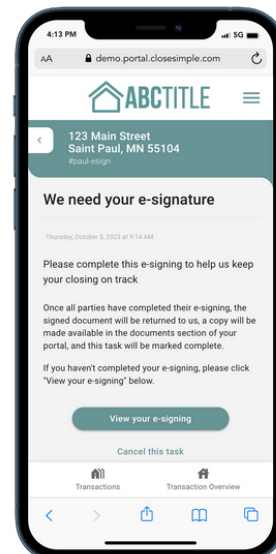 4:13 PM
5G
AA demo.portal.closesimple.com
ABCTITLE
123 Main Street
Saint Paul, MN 55104
#paul-esign
We need your e-signature
Thursday, October 5, 2023 at 9:14 AM
Please complete this e-signing to help us keep
your closing on track
Once all parties have completed their e-signing, the
signed document will be returned to us, a copy will be
made available in the documents section of your
portal, and this task will be marked complete.
If you haven't completed your e-signing, please click
"View your e-signing" below.
View your e-signing
Cancel this task
Transactions
Transaction Overview